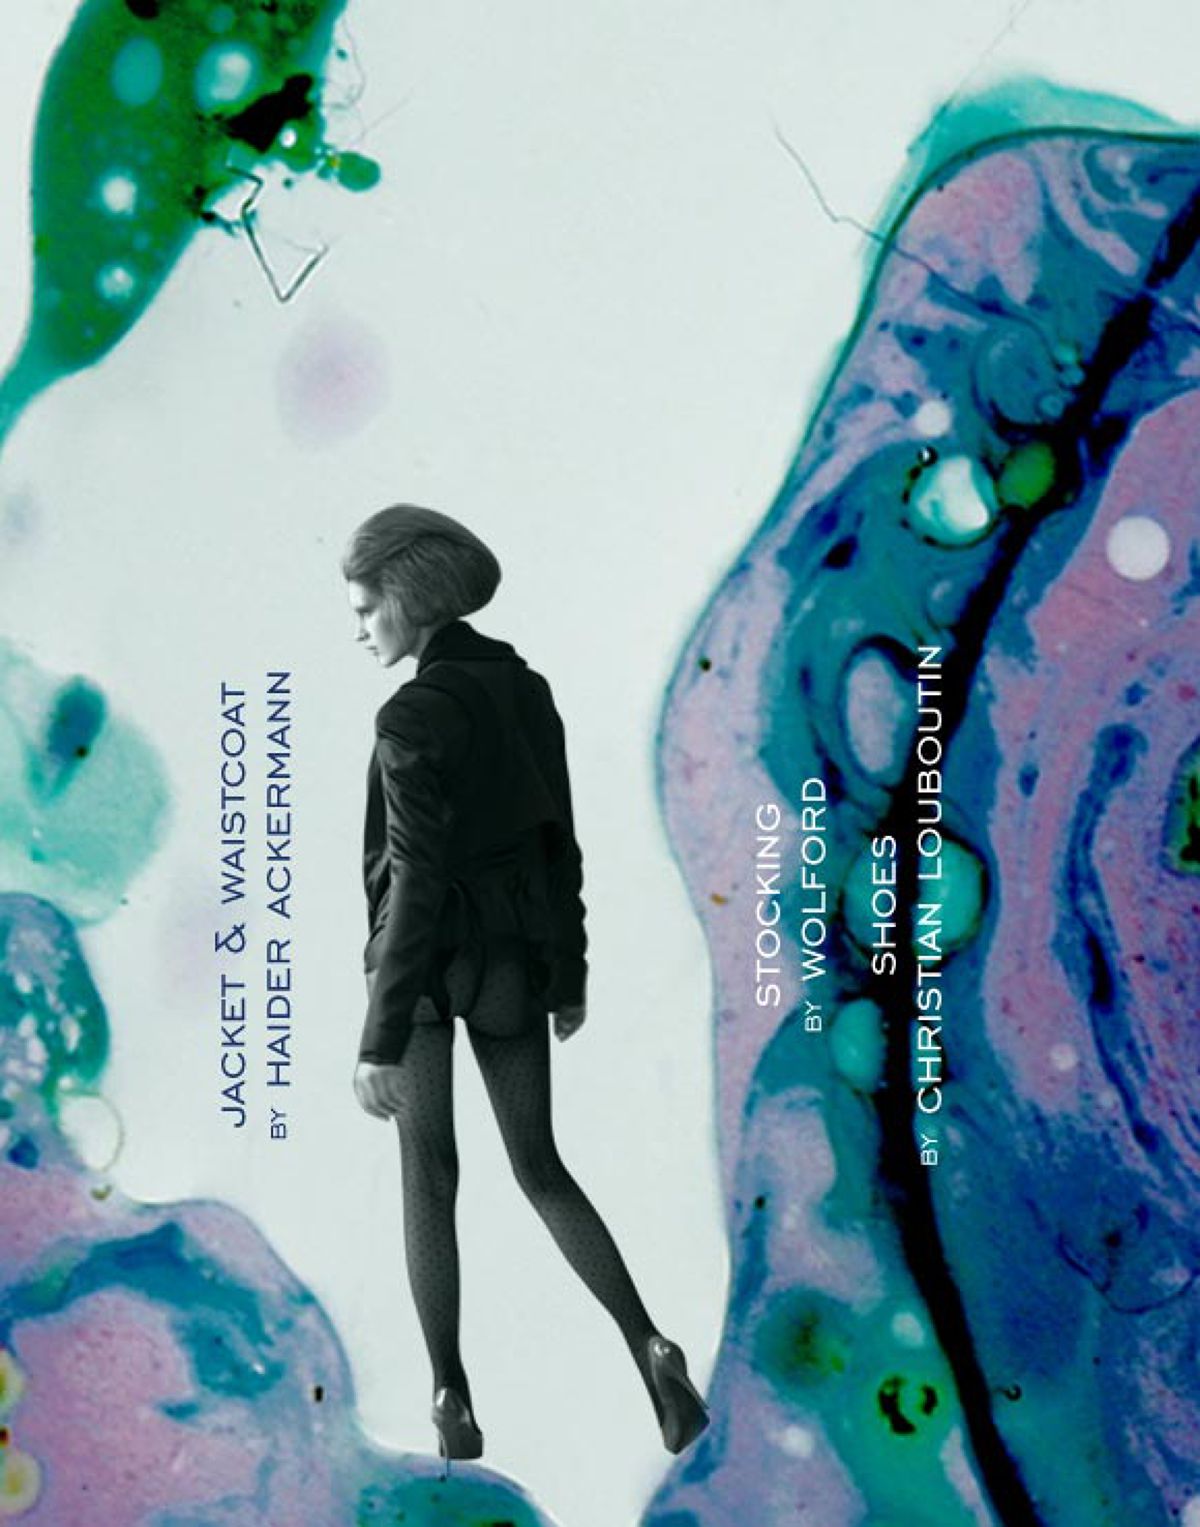 JACKET & WAISTCOAT
BY HAIDER ACKERMANN
STOCKING
BY WOLFORD
SHOES
BY CHRISTIAN LOUBOUTIN